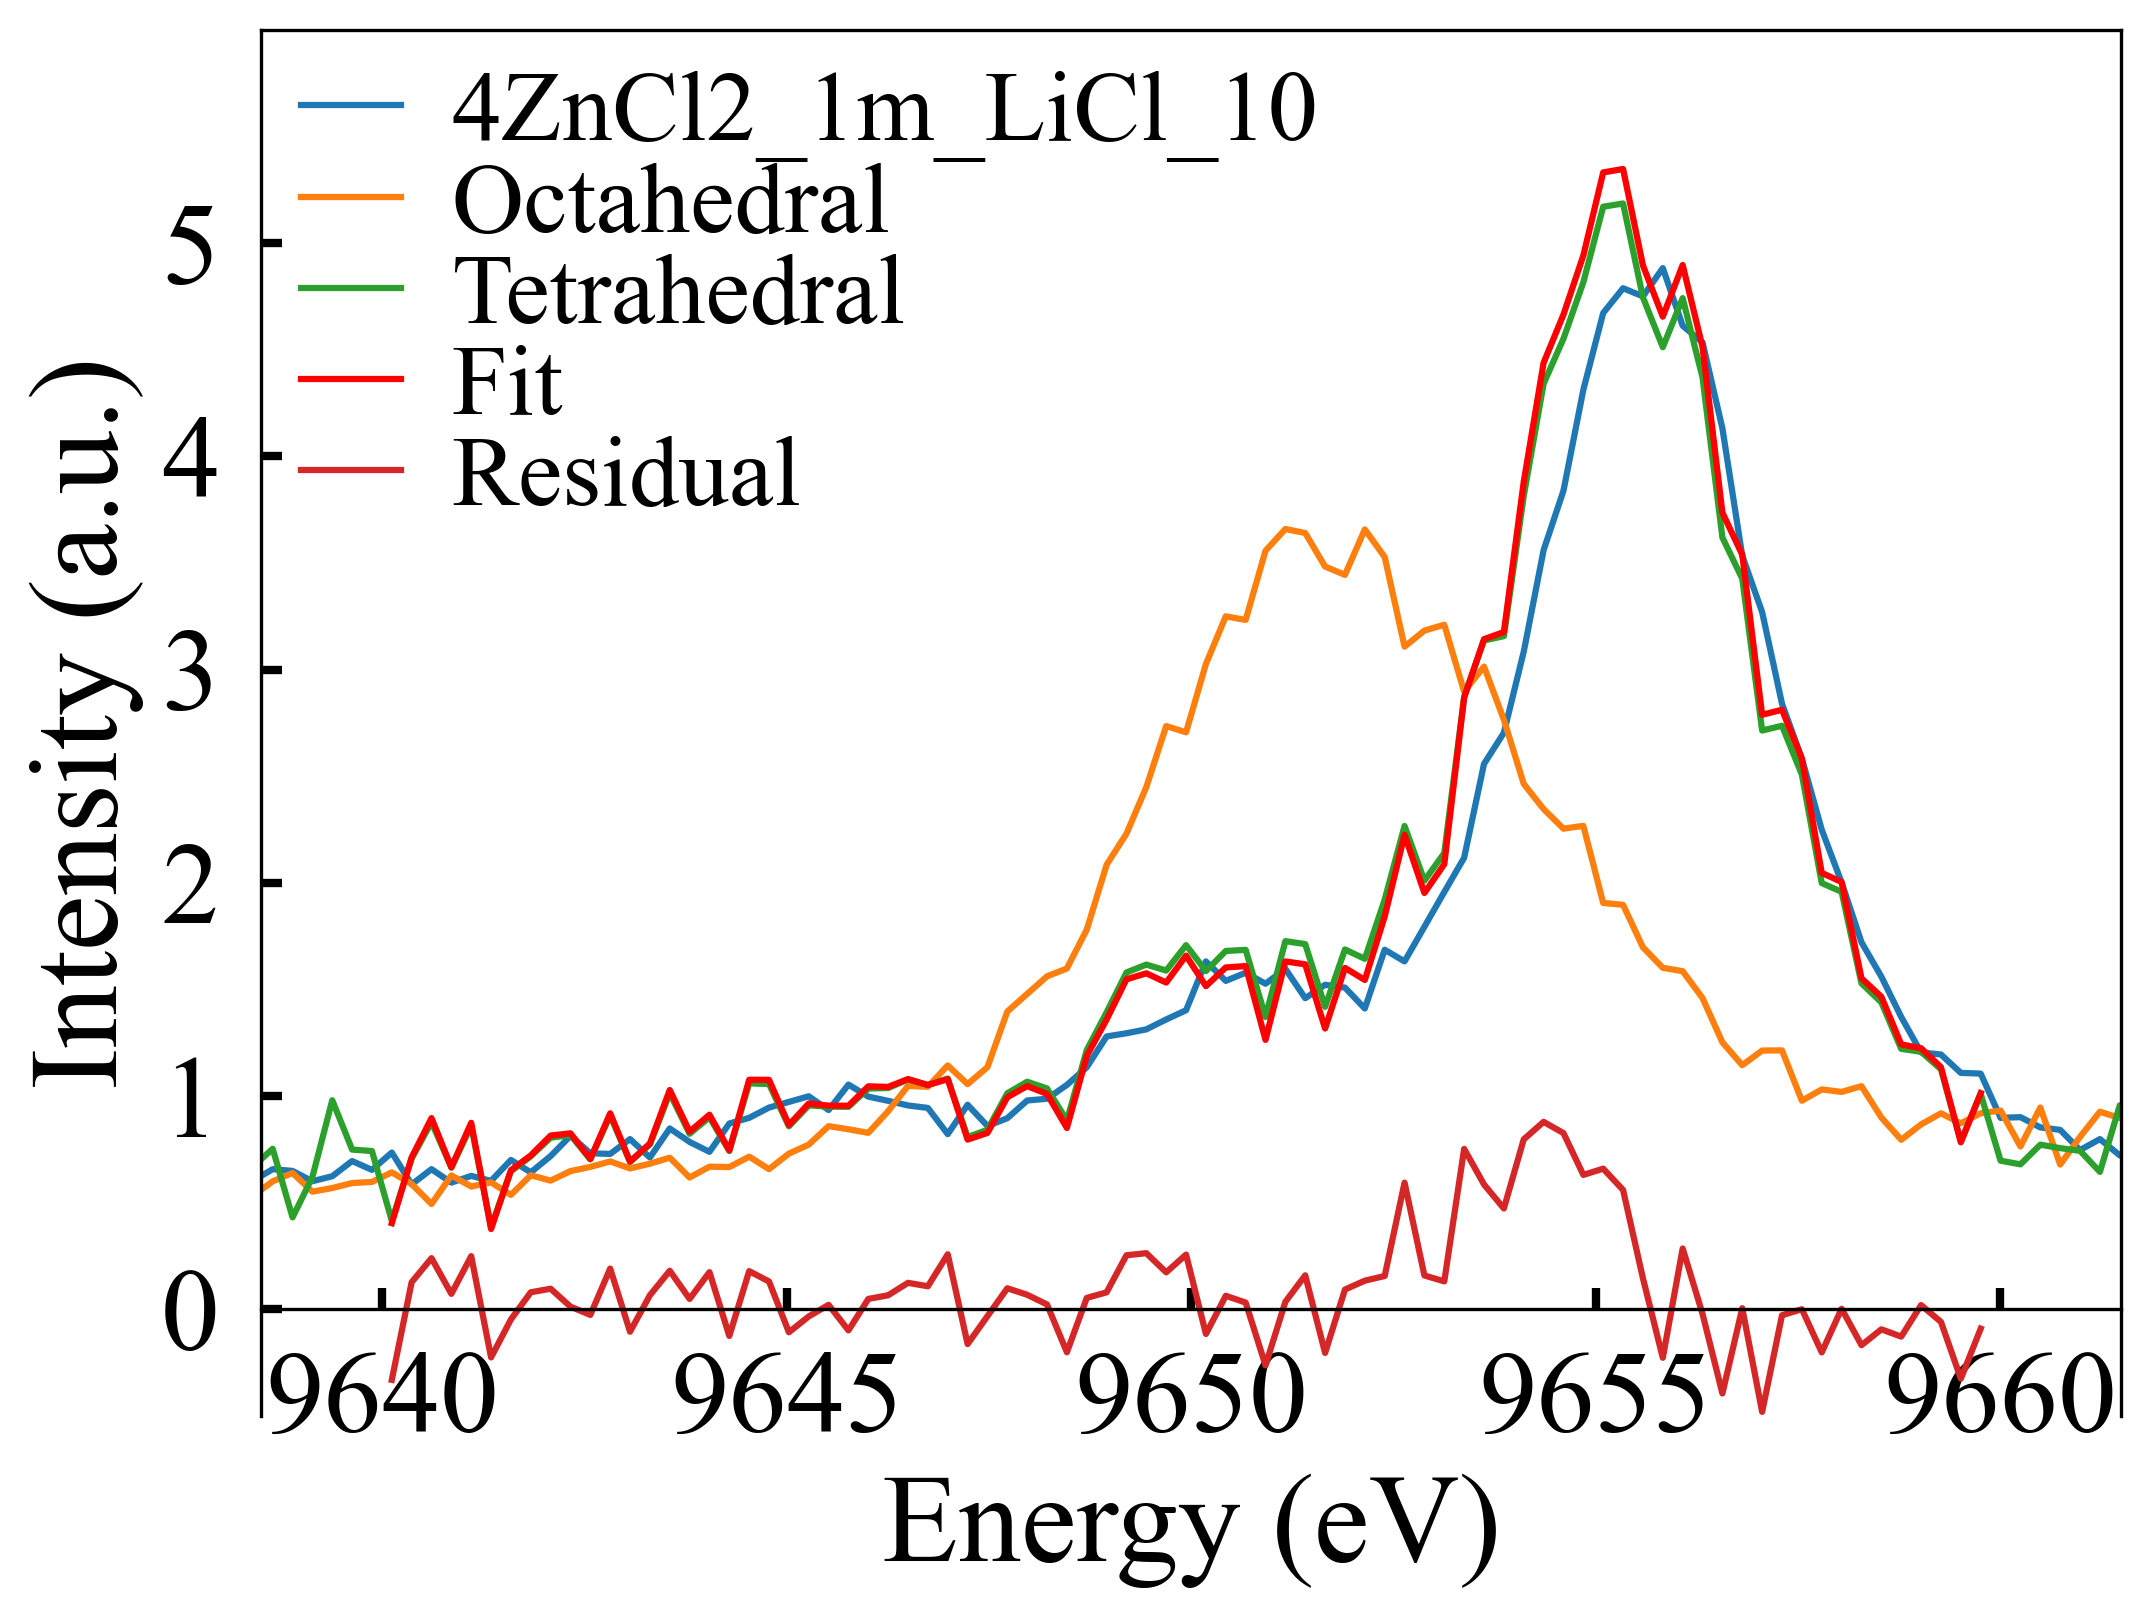 4ZnCl2_1m_LiCl_10
Octahedral
Tetrahedral
Fit
Residual
5
4
3
2
1
0
Intensity (a.u.)
9640 9645 9650 9655 9660
Energy (eV)